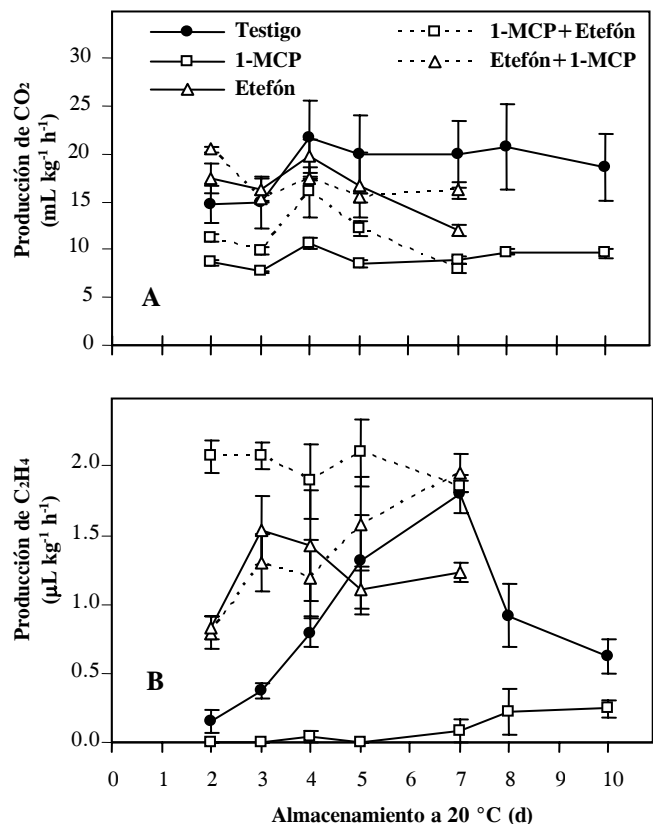 Testigo
1-MCP+Etefón
1-MCP
Etefón+1-MCP
Etefón
Producción de CO₂
(mL kg⁻¹ h⁻¹)
30
25
20
15
10
5
0
A
Producción de C₂H₄
(µL kg⁻¹ h⁻¹)
2.0
1.5
1.0
0.5
0.0
B
0 1 2 3 4 5 6 7 8 9 10
Almacenamiento a 20 °C (d)